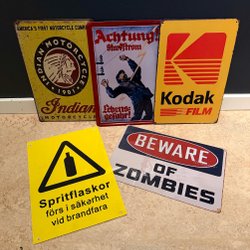 AMERICA'S FIRST MOTORCYCLE COMPANY
INDIAN MOTORCYCLE
1901
Indian
MOTORCYCLE
Achtung!
Starkstrom
Lebens-
gefahr!
Kodak
FILM
Spritflaskor
förs i säkerhet
vid brandfara
BEWARE
OF
ZOMBIES